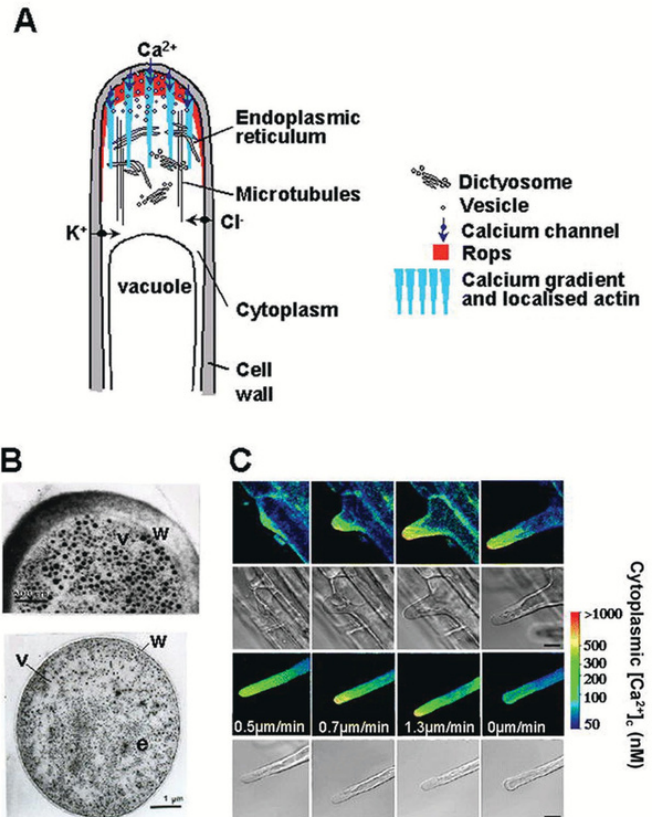 A
Ca²⁺
Endoplasmic
reticulum
Microtubules
K⁺
Cl⁻
vacuole
Cytoplasm
Cell
wall
Dictyosome
Vesicle
Calcium channel
Rops
Calcium gradient
and localised actin
B
V
W
W
V
e
1 µm
C
0.5µm/min
0.7µm/min
1.3µm/min
0µm/min
>1000
500
300
200
100
50
Cytoplasmic [Ca²⁺]c (nM)